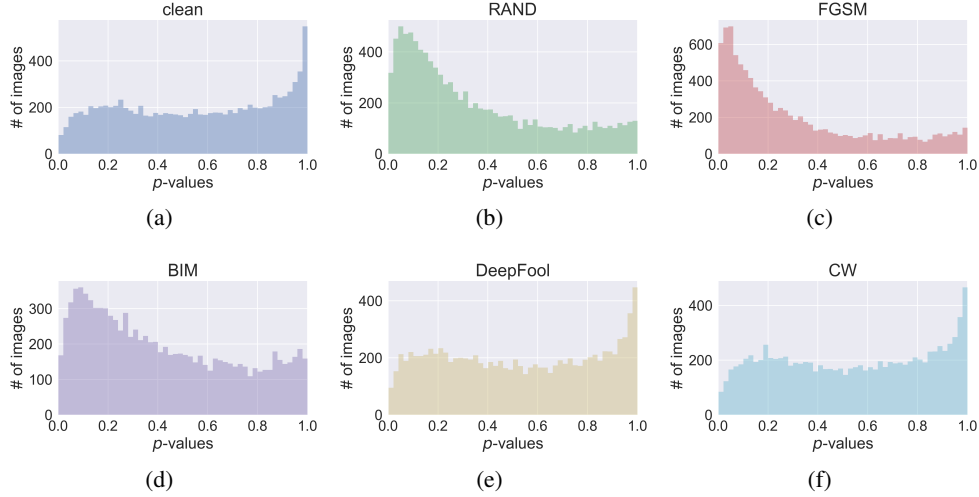 clean
# of images
400
200
0
0.0 0.2 0.4 0.6 0.8 1.0
p-values
(a)
RAND
# of images
400
200
0
0.0 0.2 0.4 0.6 0.8 1.0
p-values
(b)
FGSM
# of images
600
400
200
0
0.0 0.2 0.4 0.6 0.8 1.0
p-values
(c)
BIM
# of images
300
200
100
0
0.0 0.2 0.4 0.6 0.8 1.0
p-values
(d)
DeepFool
# of images
400
200
0
0.0 0.2 0.4 0.6 0.8 1.0
p-values
(e)
CW
# of images
400
200
0
0.0 0.2 0.4 0.6 0.8 1.0
p-values
(f)